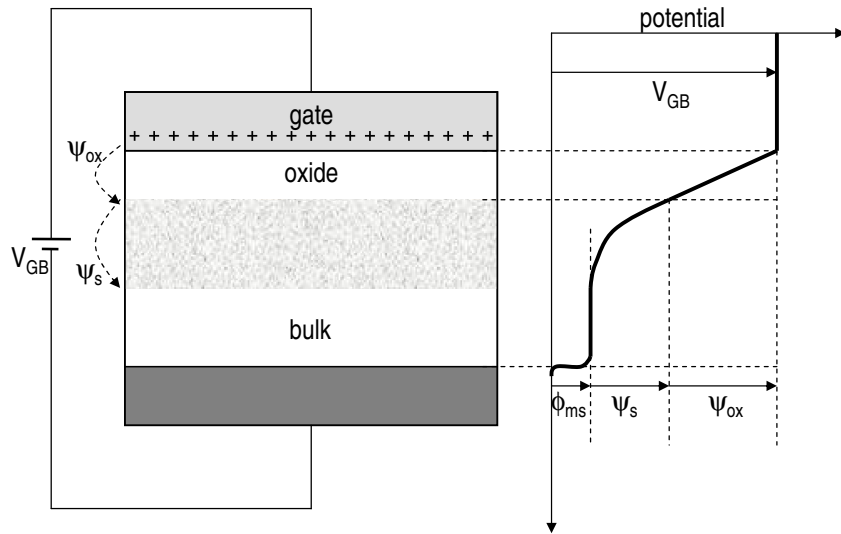 potential
V_GB
gate
+ + + + + + + + + + + + + + + + + +
ψ_ox
oxide
V_GB
ψ_s
bulk
ϕ_ms
ψ_s
ψ_ox